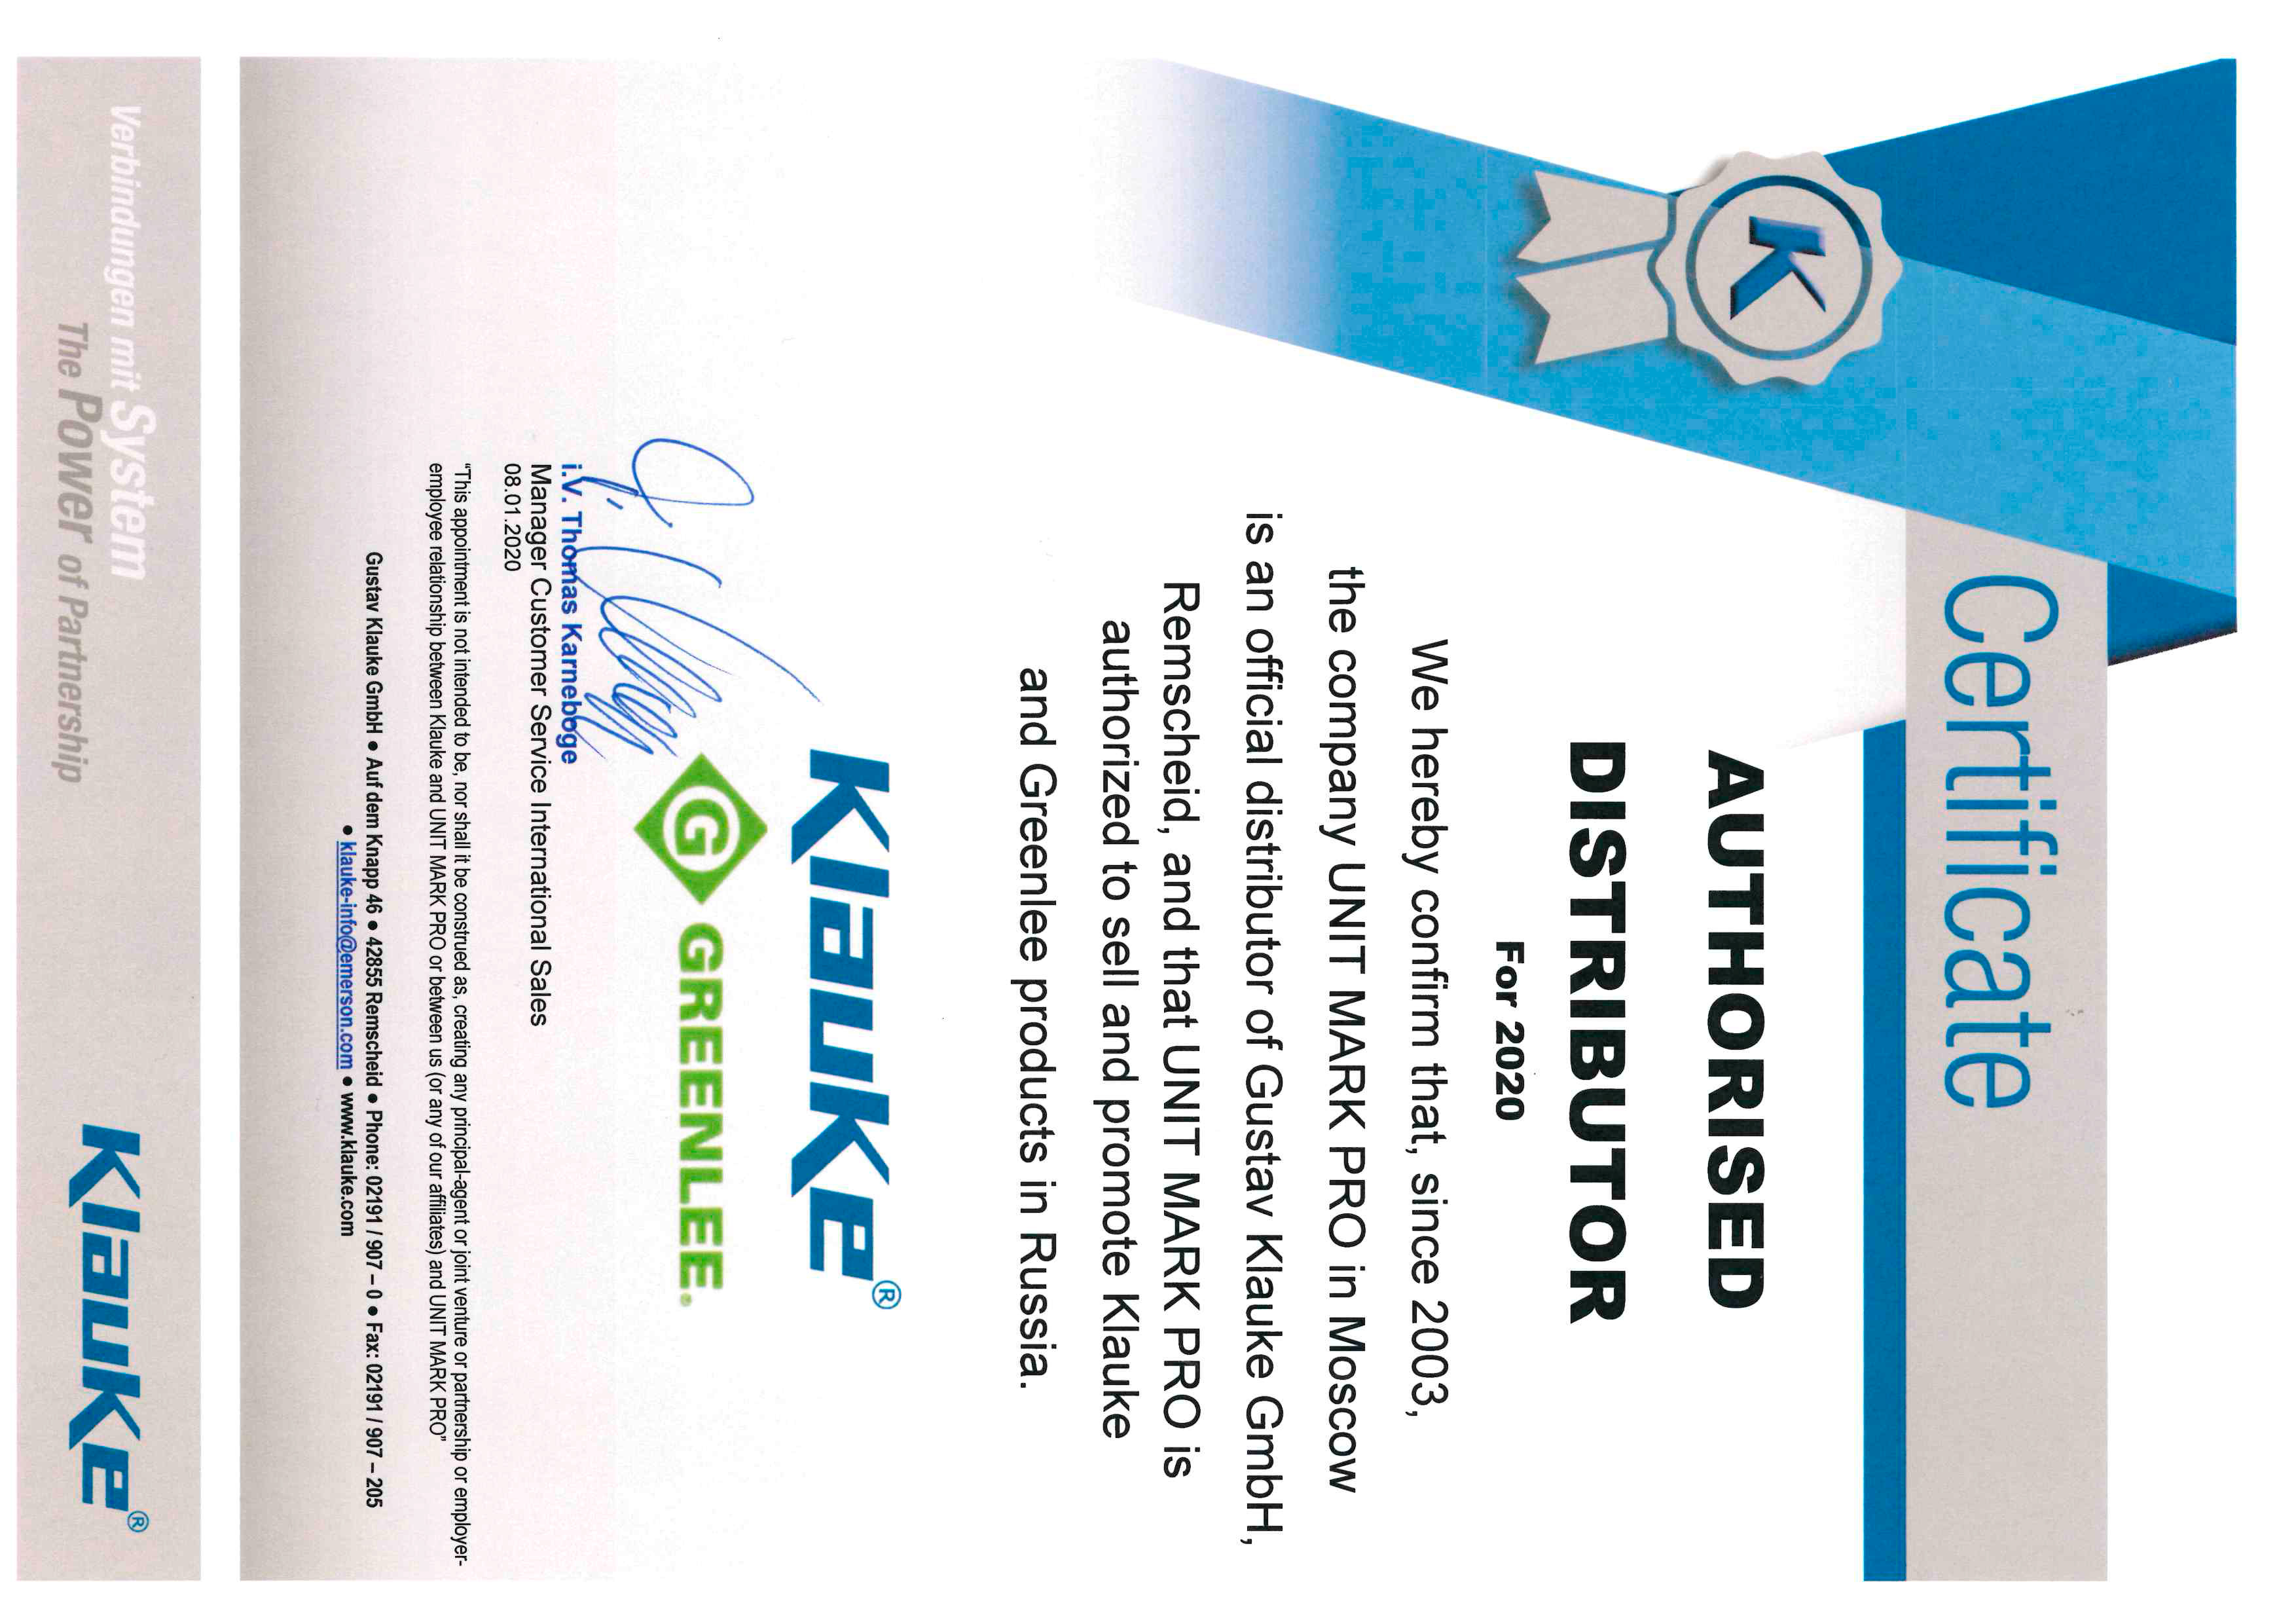 Certificate
K
AUTHORISED
DISTRIBUTOR
For 2020
We hereby confirm that, since 2003,
the company UNIT MARK PRO in Moscow
is an official distributor of Gustav Klauke GmbH,
Remscheid, and that UNIT MARK PRO is
authorized to sell and promote Klauke
and Greenlee products in Russia.
Klauke®
G GREENLEE.
i.V. Thomas Karneboge
Manager Customer Service International Sales
08.01.2020
"This appointment is not intended to be, nor shall it be construed as, creating any principal-agent or joint venture or partnership or employer-
employee relationship between Klauke and UNIT MARK PRO or between us (or any of our affiliates) and UNIT MARK PRO"
Gustav Klauke GmbH ● Auf dem Knapp 46 ● 42855 Remscheid ● Phone: 02191 / 907 – 0 ● Fax: 02191 / 907 – 205
● klauke-info@emerson.com ● www.klauke.com
Verbindungen mit System
The Power of Partnership
Klauke®